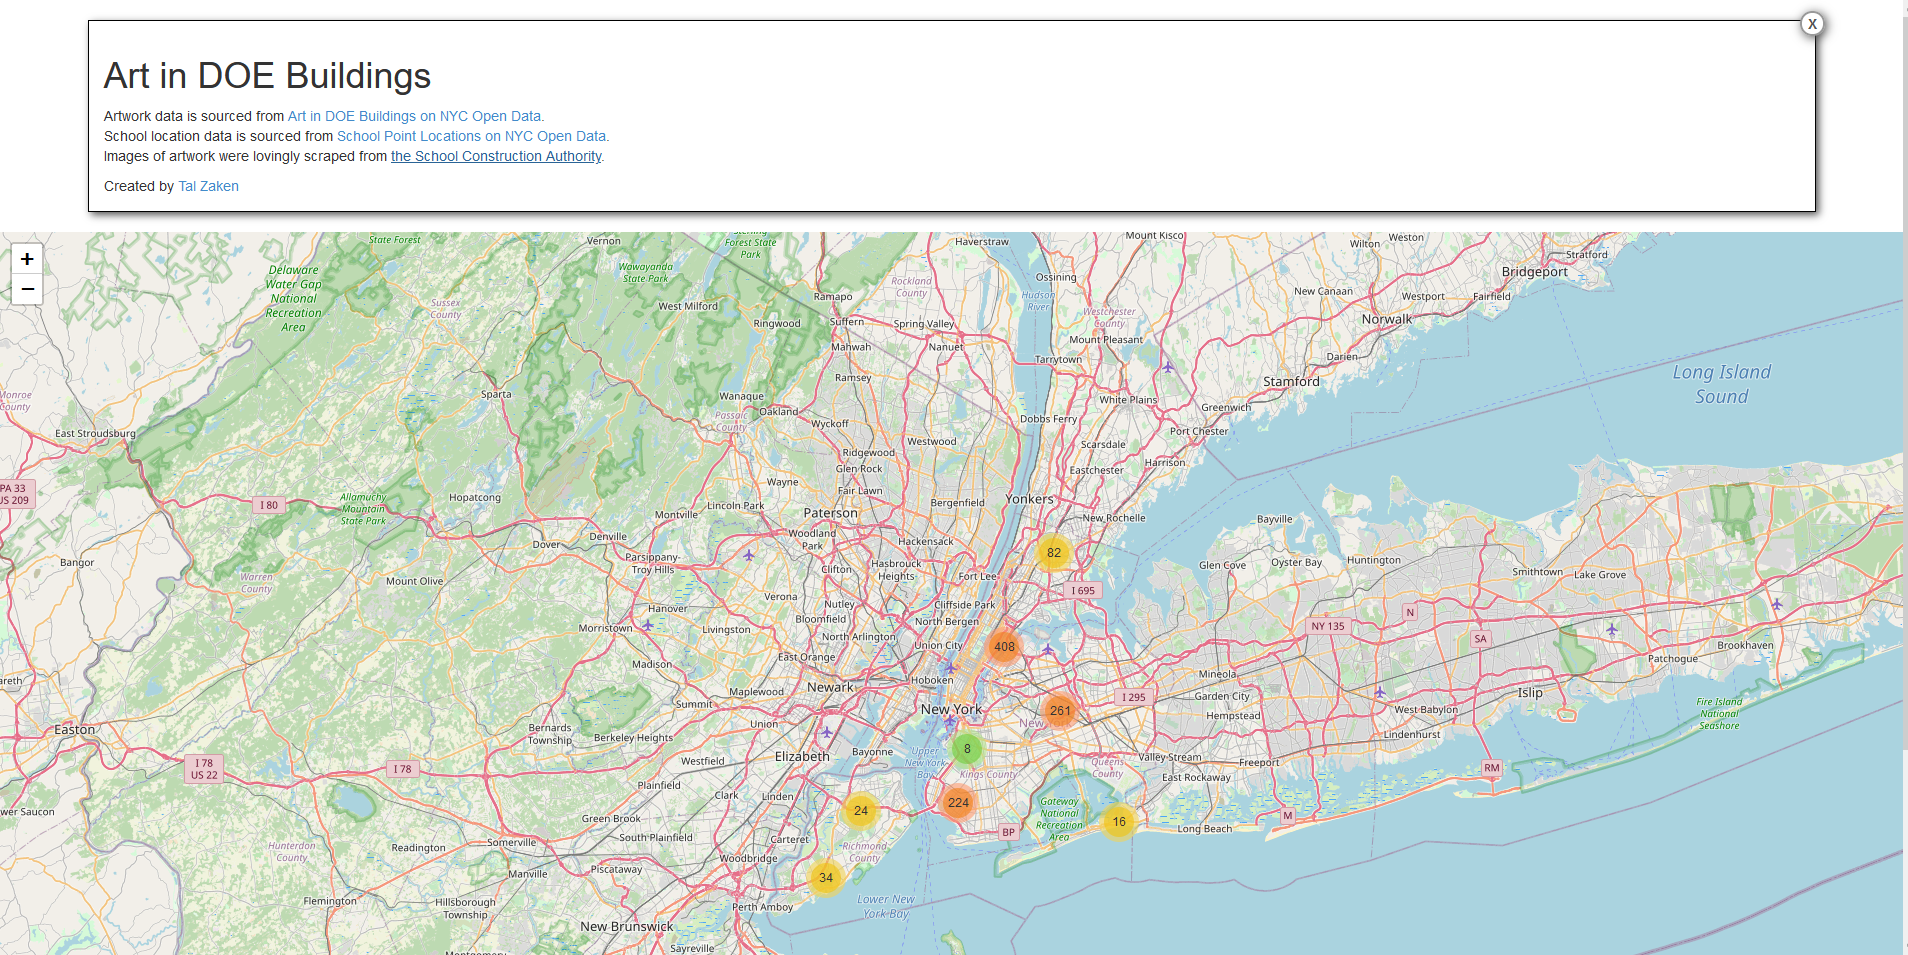 X
Art in DOE Buildings
Artwork data is sourced from Art in DOE Buildings on NYC Open Data.
School location data is sourced from School Point Locations on NYC Open Data.
Images of artwork were lovingly scraped from the School Construction Authority.
Created by Tal Zaken
+
−
State Forest
Vernon
Forest State
Park
Haverstraw
Mount Kisco
Wilton
Weston
Stratford
Delaware
Water Gap
National
Recreation
Area
Wawayanda
State Park
Ossining
Bridgeport
Rockland
County
Hudson
River
New Canaan
Westport
Fairfield
Sussex
County
West Milford
Ramapo
Westchester
County
Ringwood
Suffern
Spring Valley
Norwalk
Mahwah
Nanuet
Mount Pleasant
Tarrytown
Darien
Long Island
Sound
Ramsey
Stamford
Monroe
County
Sparta
Wanaque
Oakland
White Plains
Greenwich
Passaic
County
Wyckoff
Dobbs Ferry
East Stroudsburg
Westwood
Port Chester
Scarsdale
Ridgewood
Glen Rock
Harrison
Eastchester
PA 33
US 209
Wayne
Fair Lawn
Allamuchy
Mountain
State Park
Hopatcong
I 80
Lincoln Park
Bergenfield
Yonkers
Montville
Paterson
New Rochelle
Bayville
Denville
Woodland
Park
Dover
Hackensack
82
Parsippany-
Troy Hills
Bangor
Clifton
Hasbrouck
Heights
Fort Lee
Glen Cove
Oyster Bay
Huntington
Smithtown
Lake Grove
Warren
County
Mount Olive
I 695
Verona
Nutley
Cliffside Park
Hanover
Bloomfield
North Bergen
N
Morristown
Livingston
North Arlington
Union City
408
NY 135
SA
Brookhaven
East Orange
Patchogue
Madison
Hoboken
Mineola
Newark
Maplewood
I 295
Garden City
Islip
Summit
New York
261
Hempstead
West Babylon
Fire Island
National
Seashore
Easton
Bernards
Township
Berkeley Heights
Union
Lindenhurst
Elizabeth
Bayonne
Upper
New York
Bay
8
Westfield
Valley Stream
Freeport
I 78
US 22
I 78
Kings County
Queens
County
RM
East Rockaway
Plainfield
Clark
Linden
224
Gateway
National
Recreation
Area
24
16
M
Green Brook
BP
Long Beach
South Plainfield
Carteret
Readington
Somerville
Richmond
County
Hunterdon
County
Woodbridge
Piscataway
Manville
34
Flemington
Hillsborough
Township
Perth Amboy
Lower New
York Bay
New Brunswick
Sayreville